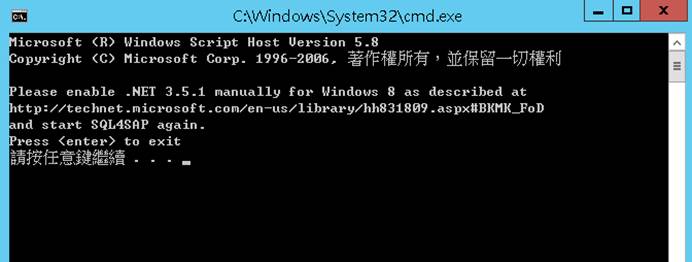 C:\Windows\System32\cmd.exe
Microsoft (R) Windows Script Host Version 5.8
Copyright (C) Microsoft Corp. 1996-2006, 著作權所有，並保留一切權利
Please enable .NET 3.5.1 manually for Windows 8 as described at
http://technet.microsoft.com/en-us/library/hh831809.aspx#BKMK_FoD
and start SQL4SAP again.
Press <enter> to exit
請按任意鍵繼續 . . .